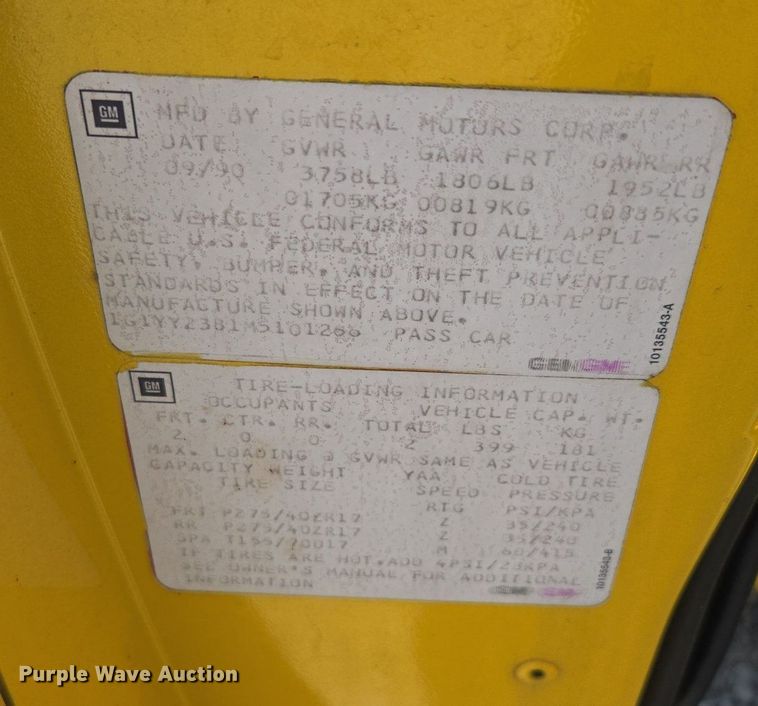 GM
MFD BY GENERAL MOTORS CORP.
DATE GVWR GAWR FRT GAWR RR
09/90 3758LB 1806LB 1952LB
01705KG 00819KG 00885KG
THIS VEHICLE CONFORMS TO ALL APPLI-
CABLE U.S. FEDERAL MOTOR VEHICLE
SAFETY, BUMPER, AND THEFT PREVENTION
STANDARDS IN EFFECT ON THE DATE OF
MANUFACTURE SHOWN ABOVE.
1G1YY23B1M5101266 PASS CAR
10135543-A
GM
TIRE-LOADING INFORMATION
OCCUPANTS VEHICLE CAP. WT.
FRT. CTR. RR. TOTAL LBS KG
2 0 0 2 399 181
MAX. LOADING @ GVWR SAME AS VEHICLE
CAPACITY WEIGHT YAA COLD TIRE
TIRE SIZE SPEED PRESSURE
RTG PSI/KPA
FRT P275/40ZR17 Z 35/240
RR P275/40ZR17 Z 35/240
SPA T155/70D17 M 60/415
IF TIRES ARE HOT,ADD 4PSI/28KPA
SEE OWNER'S MANUAL FOR ADDITIONAL
INFORMATION
10135543-B
Purple Wave Auction